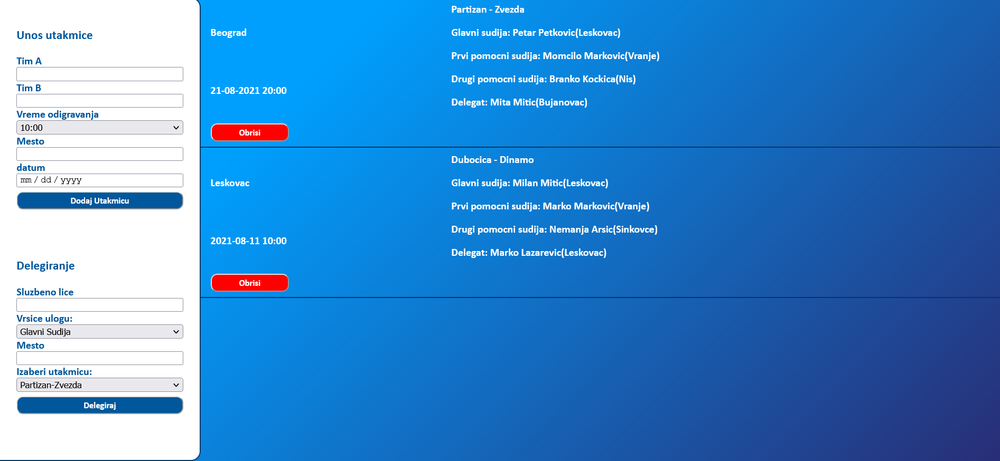 Unos utakmice
Tim A
Tim B
Vreme odigravanja
10:00
Mesto
datum
mm / dd / yyyy
Dodaj Utakmicu
Delegiranje
Sluzbeno lice
Vrsice ulogu:
Glavni Sudija
Mesto
Izaberi utakmicu:
Partizan-Zvezda
Delegiraj
Partizan - Zvezda
Beograd
Glavni sudija: Petar Petkovic(Leskovac)
Prvi pomocni sudija: Momcilo Markovic(Vranje)
Drugi pomocni sudija: Branko Kockica(Nis)
21-08-2021 20:00
Delegat: Mita Mitic(Bujanovac)
Obrisi
Dubocica - Dinamo
Leskovac
Glavni sudija: Milan Mitic(Leskovac)
Prvi pomocni sudija: Marko Markovic(Vranje)
Drugi pomocni sudija: Nemanja Arsic(Sinkovce)
2021-08-11 10:00
Delegat: Marko Lazarevic(Leskovac)
Obrisi